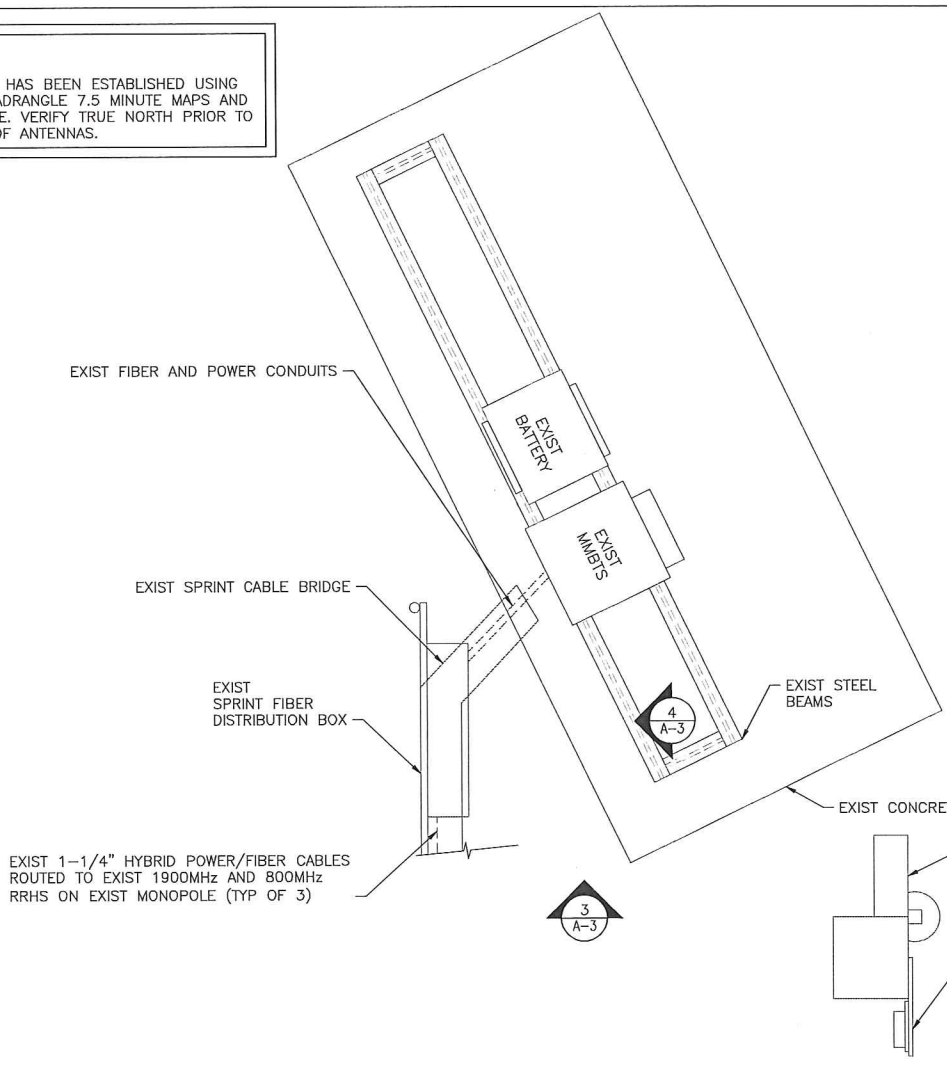 HAS BEEN ESTABLISHED USING
ADRANGLE 7.5 MINUTE MAPS AND
E. VERIFY TRUE NORTH PRIOR TO
OF ANTENNAS.
EXIST FIBER AND POWER CONDUITS
EXIST
BATTERY
EXIST
MMBTS
EXIST SPRINT CABLE BRIDGE
EXIST
SPRINT FIBER
DISTRIBUTION BOX
4
A-3
EXIST STEEL
BEAMS
EXIST CONCRE
EXIST 1-1/4" HYBRID POWER/FIBER CABLES
ROUTED TO EXIST 1900MHz AND 800MHz
RRHS ON EXIST MONOPOLE (TYP OF 3)
3
A-3